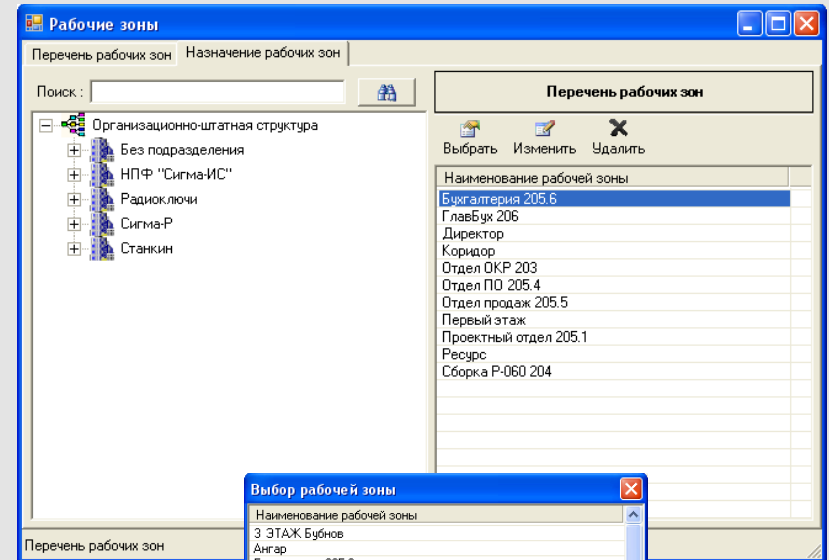 Рабочие зоны
Перечень рабочих зон Назначение рабочих зон
Поиск :
Организационно-штатная структура
Без подразделения
НПФ "Сигма-ИС"
Радиоключи
Сигма-Р
Станкин
Перечень рабочих зон
Выбрать Изменить Удалить
Наименование рабочей зоны
Бухгалтерия 205.6
ГлавБух 206
Директор
Коридор
Отдел ОКР 203
Отдел ПО 205.4
Отдел продаж 205.5
Первый этаж
Проектный отдел 205.1
Ресурс
Сборка Р-060 204
Выбор рабочей зоны
Наименование рабочей зоны
3 ЭТАЖ Бубнов
Ангар
Перечень рабочих зон